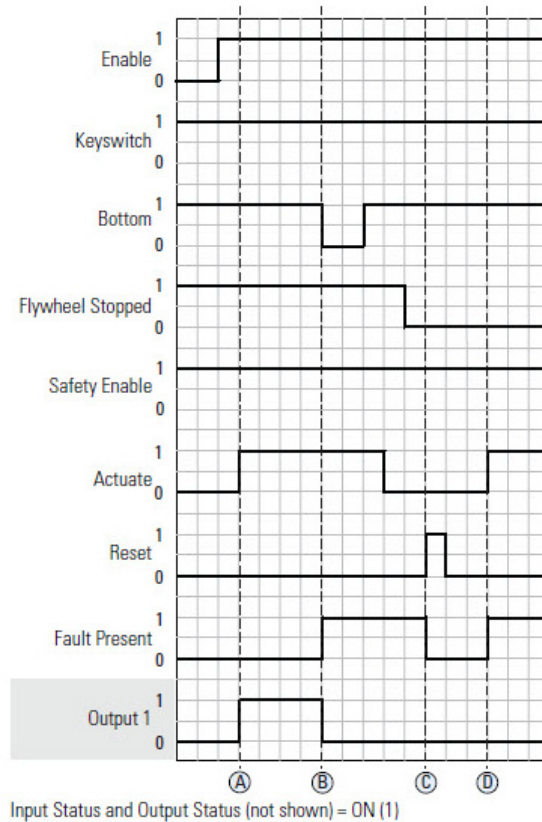 Enable 1 0
Keyswitch 1 0
Bottom 1 0
Flywheel Stopped 1 0
Safety Enable 1 0
Actuate 1 0
Reset 1 0
Fault Present 1 0
Output 1 1 0
A B C D
Input Status and Output Status (not shown) = ON (1)